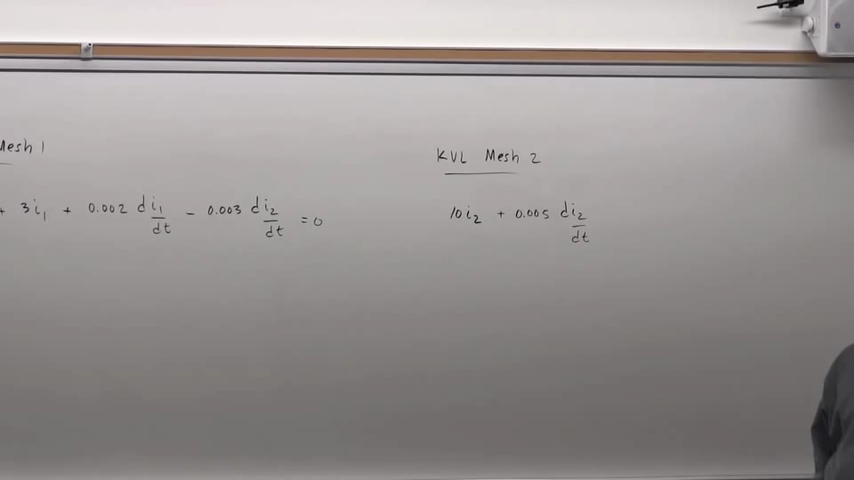 Mesh 1
+ 3i₁ + 0.002 di₁/dt - 0.003 di₂/dt = 0
KVL Mesh 2
10i₂ + 0.005 di₂/dt